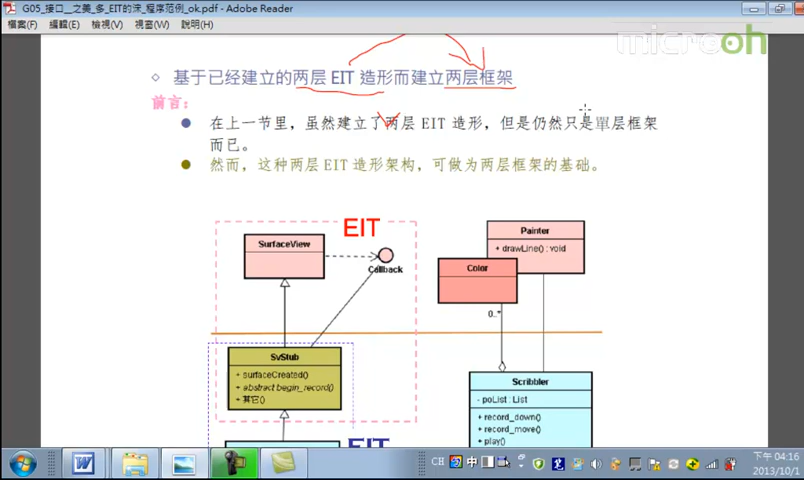 G05_接口__之美_多_EIT的沫_程序范例_ok.pdf - Adobe Reader
檔案(F) 編輯(E) 檢視(V) 視窗(W) 說明(H)
microoh
◇ 基于已经建立的两层 EIT 造形而建立两层框架
前言：
● 在上一节里，虽然建立了两层 EIT 造形，但是仍然只是單层框架
而已。
● 然而，这种两层 EIT 造形架构，可做为两层框架的基础。
EIT
SurfaceView
Callback
Painter
+ drawLine() : void
Color
0..*
SvStub
+ surfaceCreated()
+ abstract begin_record()
+ 其它()
Scribbler
- poList : List
+ record_down()
+ record_move()
+ play()
EIT
CH
中
下午 04:16
2013/10/1